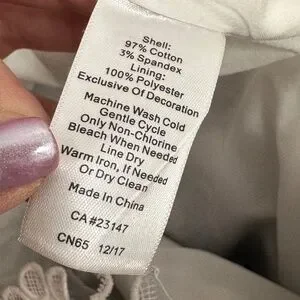 Shell:
97% Cotton
3% Spandex
Lining:
100% Polyester
Exclusive Of Decoration
Machine Wash Cold
Gentle Cycle
Only Non-Chlorine
Bleach When Needed
Line Dry
Warm Iron, If Needed
Or Dry Clean
Made in China
CA#23147
CN65 12/17